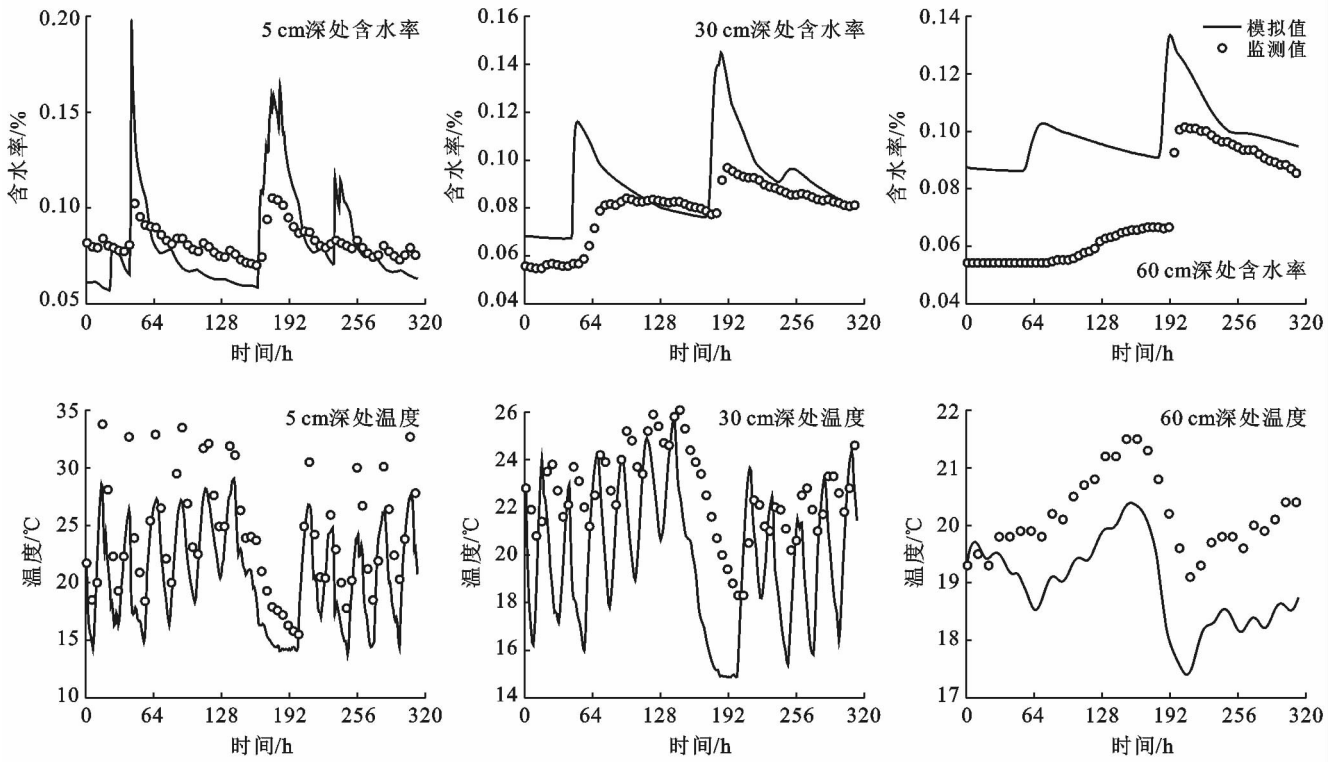 5 cm深处含水率
含水率/%
0.20
0.15
0.10
0.05
0 64 128 192 256 320
时间/h
30 cm深处含水率
含水率/%
0.16
0.14
0.12
0.10
0.08
0.06
0.04
0 64 128 192 256 320
时间/h
模拟值
监测值
60 cm深处含水率
含水率/%
0.14
0.12
0.10
0.08
0.06
0.04
0 64 128 192 256 320
时间/h
5 cm深处温度
温度/℃
35
30
25
20
15
10
0 64 128 192 256 320
时间/h
30 cm深处温度
温度/℃
26
24
22
20
18
16
14
0 64 128 192 256 320
时间/h
60 cm深处温度
温度/℃
22
21
20
19
18
17
0 64 128 192 256 320
时间/h